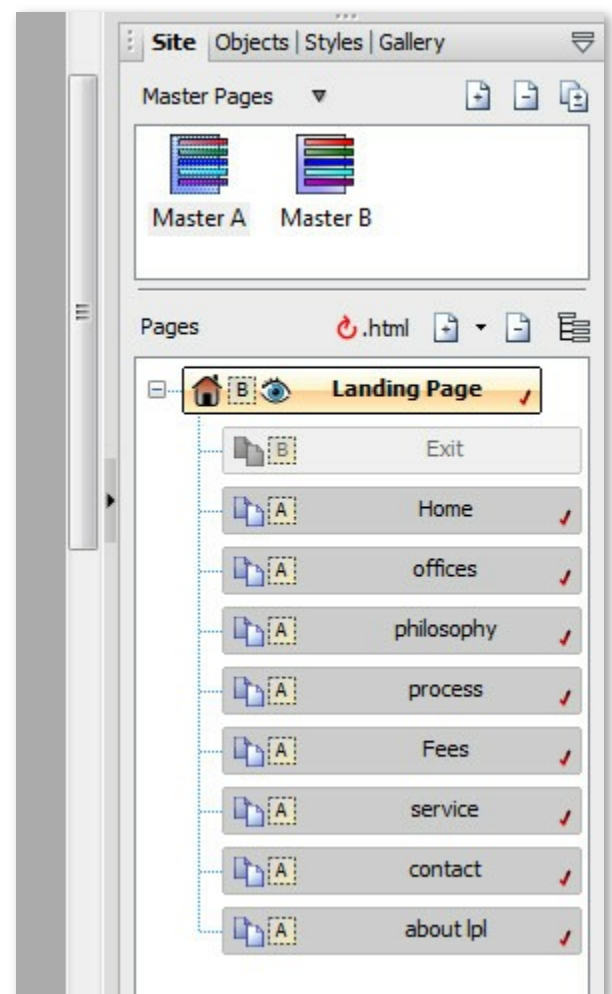 Site Objects | Styles | Gallery
Master Pages
Master A Master B
Pages .html
B Landing Page
B Exit
A Home
A offices
A philosophy
A process
A Fees
A service
A contact
A about lpl